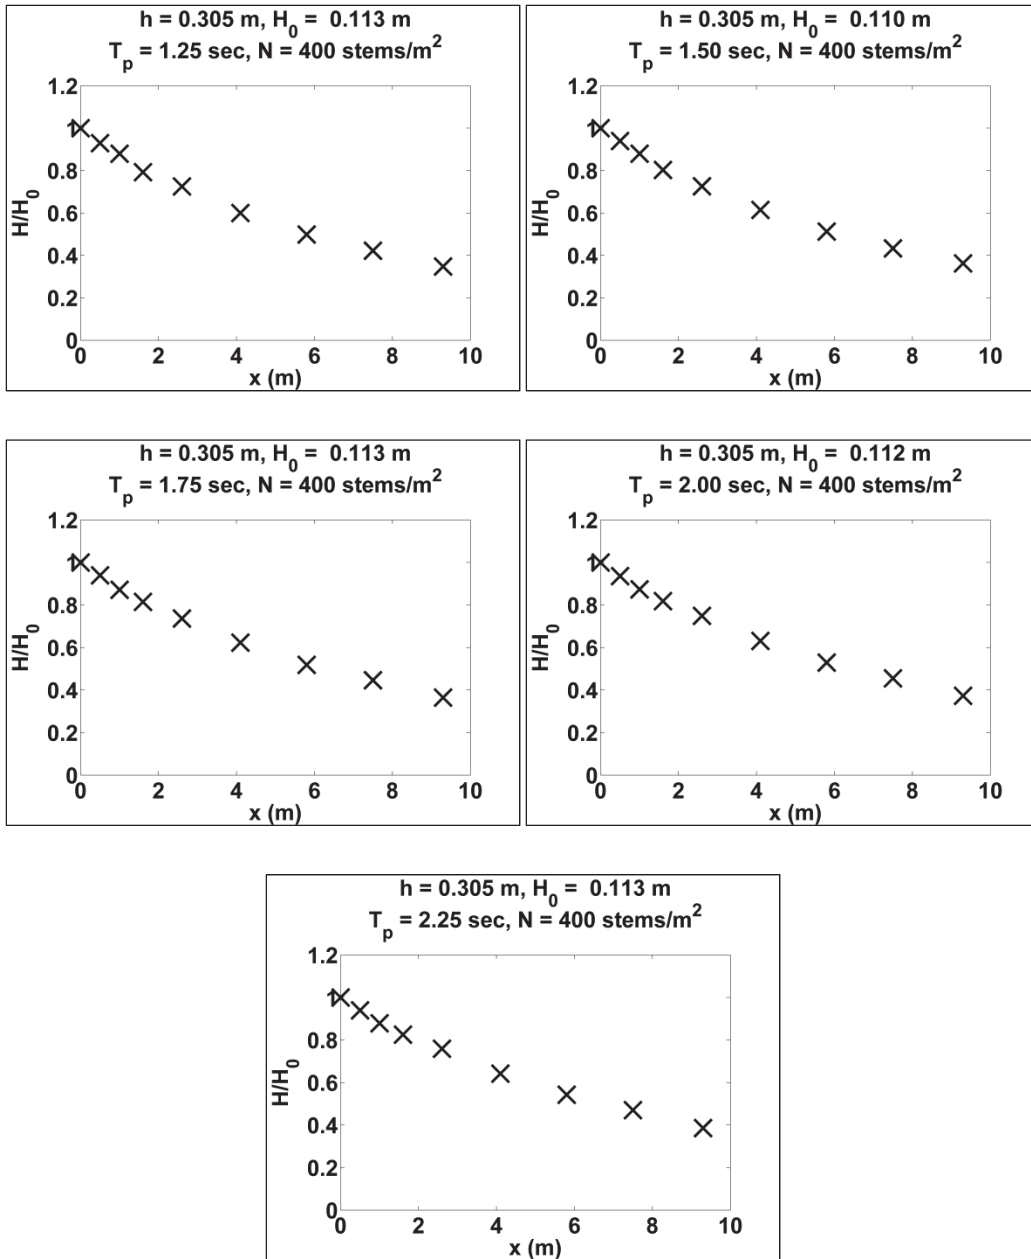 h = 0.305 m, H0 = 0.113 m
Tp = 1.25 sec, N = 400 stems/m2
1.2
1
0.8
0.6
0.4
0.2
0
H/H0
0 2 4 6 8 10
x (m)
h = 0.305 m, H0 = 0.110 m
Tp = 1.50 sec, N = 400 stems/m2
1.2
1
0.8
0.6
0.4
0.2
0
H/H0
0 2 4 6 8 10
x (m)
h = 0.305 m, H0 = 0.113 m
Tp = 1.75 sec, N = 400 stems/m2
1.2
1
0.8
0.6
0.4
0.2
0
H/H0
0 2 4 6 8 10
x (m)
h = 0.305 m, H0 = 0.112 m
Tp = 2.00 sec, N = 400 stems/m2
1.2
1
0.8
0.6
0.4
0.2
0
H/H0
0 2 4 6 8 10
x (m)
h = 0.305 m, H0 = 0.113 m
Tp = 2.25 sec, N = 400 stems/m2
1.2
1
0.8
0.6
0.4
0.2
0
H/H0
0 2 4 6 8 10
x (m)